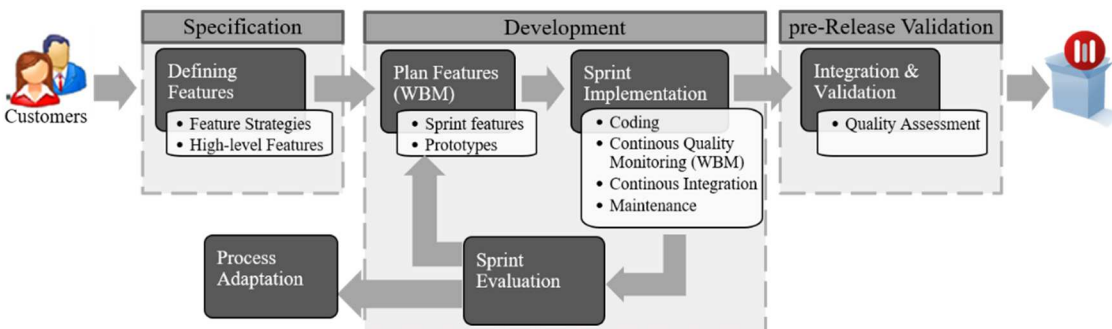 Specification
Development
pre-Release Validation
Customers
Defining
Features
• Feature Strategies
• High-level Features
Plan Features
(WBM)
• Sprint features
• Prototypes
Sprint
Implementation
• Coding
• Continous Quality
Monitoring (WBM)
• Continous Integration
• Maintenance
Integration &
Validation
• Quality Assessment
Process
Adaptation
Sprint
Evaluation